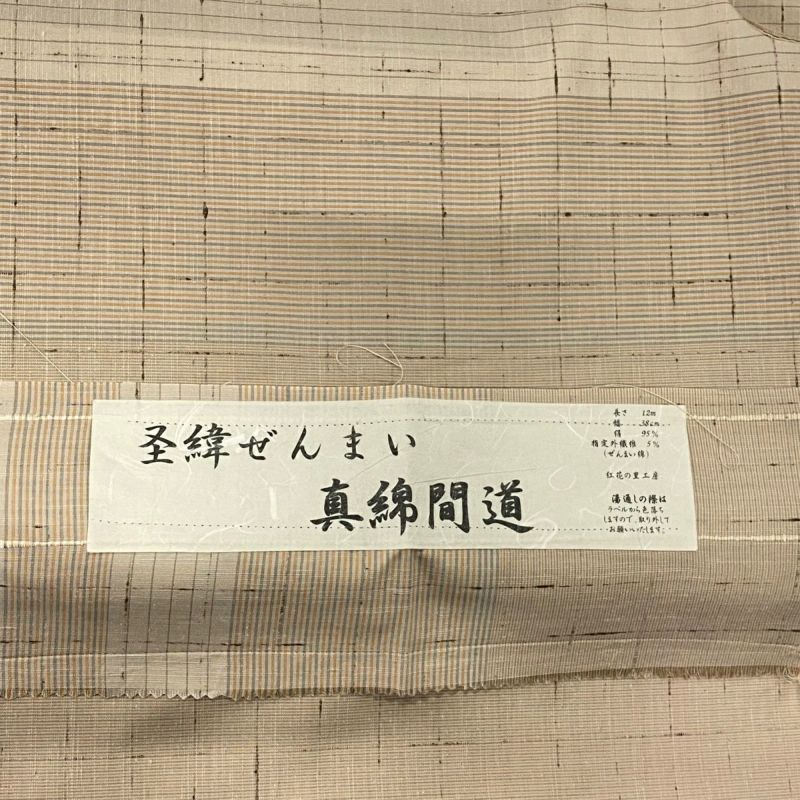 圣緯ぜんまい
真綿間道
長さ 12m
幅 38cm
絹 95%
指定外繊維 5%
(ぜんまい綿)
紅花の里工房
湯通しの際は
ラベルから色落ち
しますので、取り外して
お願いいたします。